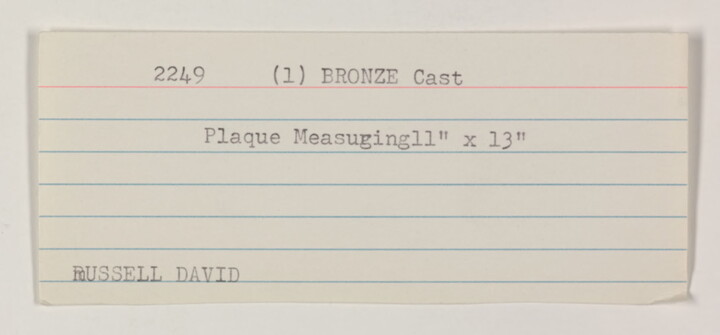 2249 (1) BRONZE Cast
Plaque Measuging11" x 13"
RUSSELL DAVID